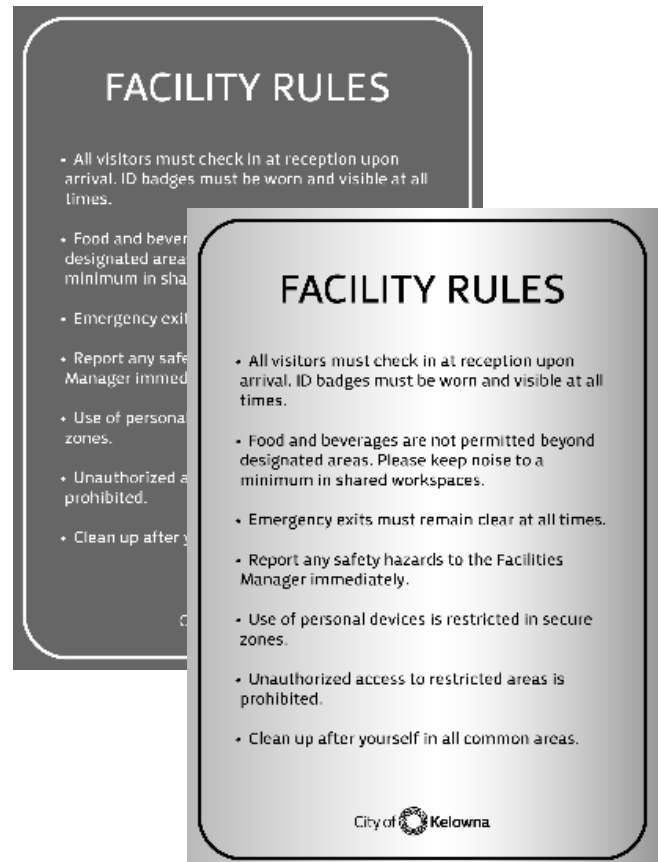 FACILITY RULES
• All visitors must check in at reception upon
arrival. ID badges must be worn and visible at all
times.
• Food and bever
designated area
minimum in sha
• Emergency exit
• Report any safe
Manager immed
• Use of persona
zones.
• Unauthorized a
prohibited.
• Clean up after y
C
FACILITY RULES
• All visitors must check in at reception upon
arrival. ID badges must be worn and visible at all
times.
• Food and beverages are not permitted beyond
designated areas. Please keep noise to a
minimum in shared workspaces.
• Emergency exits must remain clear at all times.
• Report any safety hazards to the Facilities
Manager immediately.
• Use of personal devices is restricted in secure
zones.
• Unauthorized access to restricted areas is
prohibited.
• Clean up after yourself in all common areas.
City of Kelowna